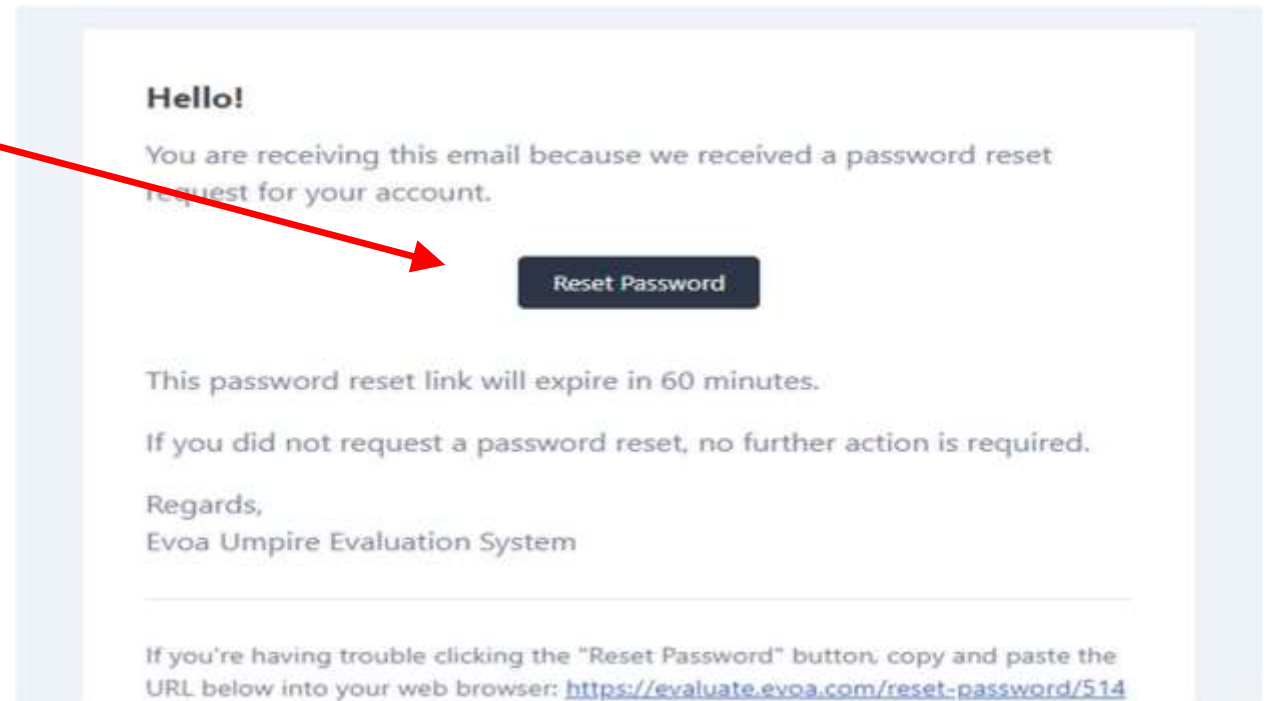 Hello!
You are receiving this email because we received a password reset
request for your account.
Reset Password
This password reset link will expire in 60 minutes.
If you did not request a password reset, no further action is required.
Regards,
Evoa Umpire Evaluation System
If you're having trouble clicking the "Reset Password" button, copy and paste the
URL below into your web browser: https://evaluate.evoa.com/reset-password/514